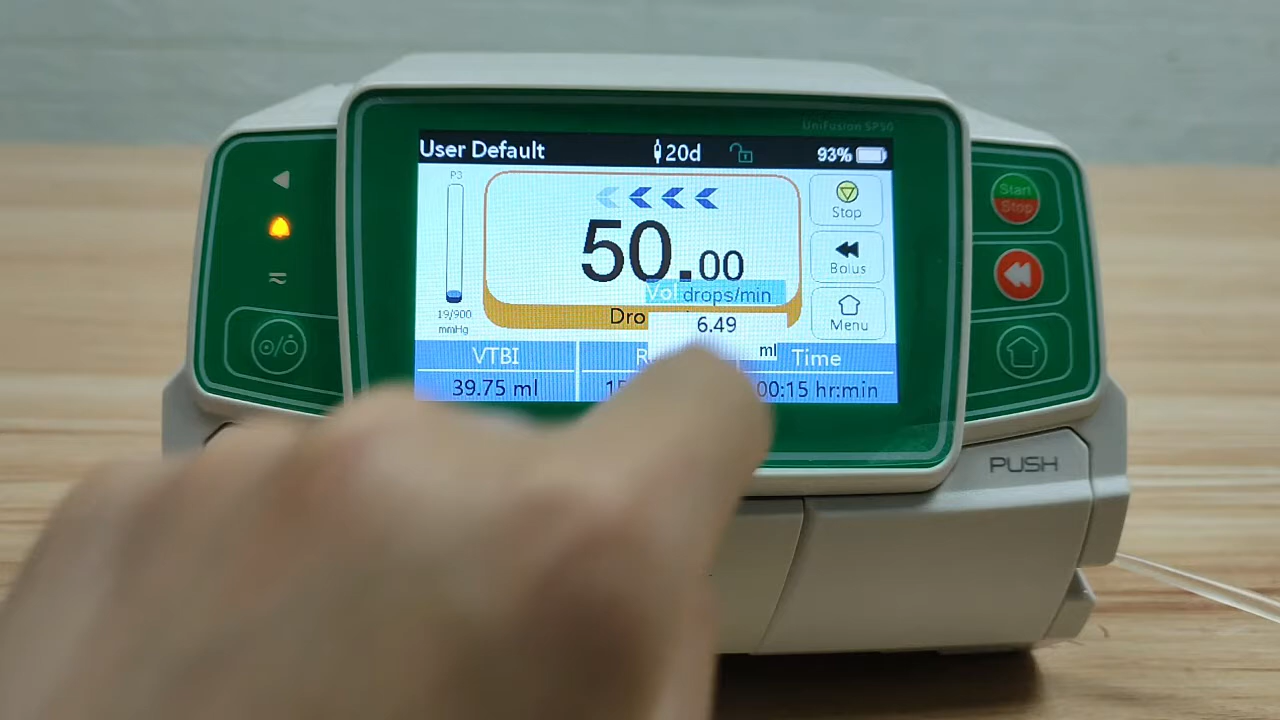 UniFusion SP50
User Default
20d
93%
P3
50.00
Vol
drops/min
Dro
6.49
ml
19/900
mmHg
Stop
Bolus
Menu
VTBI
R
Time
39.75 ml
15
00:15 hr:min
Start
Stop
PUSH